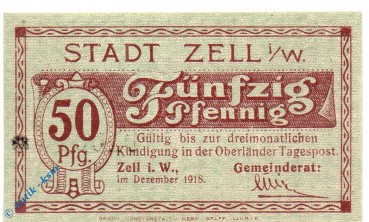 STADT ZELL i/W.
Fünfzig
Pfennig
50
Pfg.
Gültig bis zur dreimonatlichen
Kündigung in der Oberländer Tagespost.
Zell i. W.,
im Dezember 1918.
Gemeinderat: